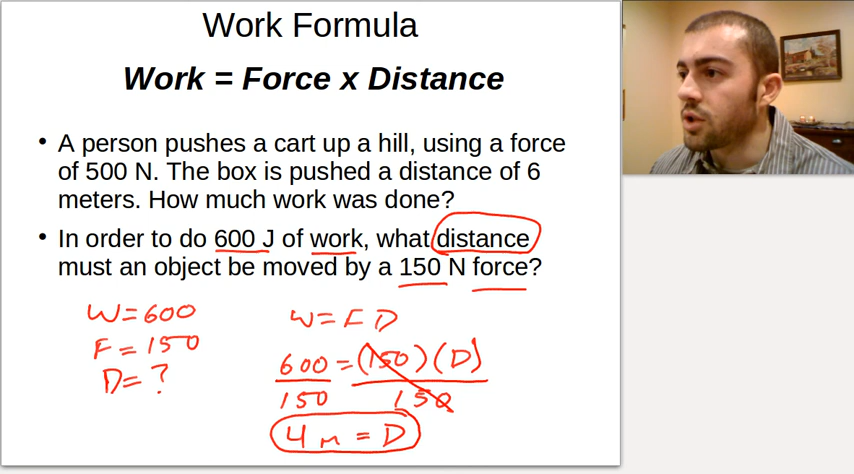 Work Formula
Work = Force x Distance
• A person pushes a cart up a hill, using a force
of 500 N. The box is pushed a distance of 6
meters. How much work was done?
• In order to do 600 J of work, what distance
must an object be moved by a 150 N force?
W=600
F=150
D=?
W=FD
600 =(150)(D)
150 150
4m=D